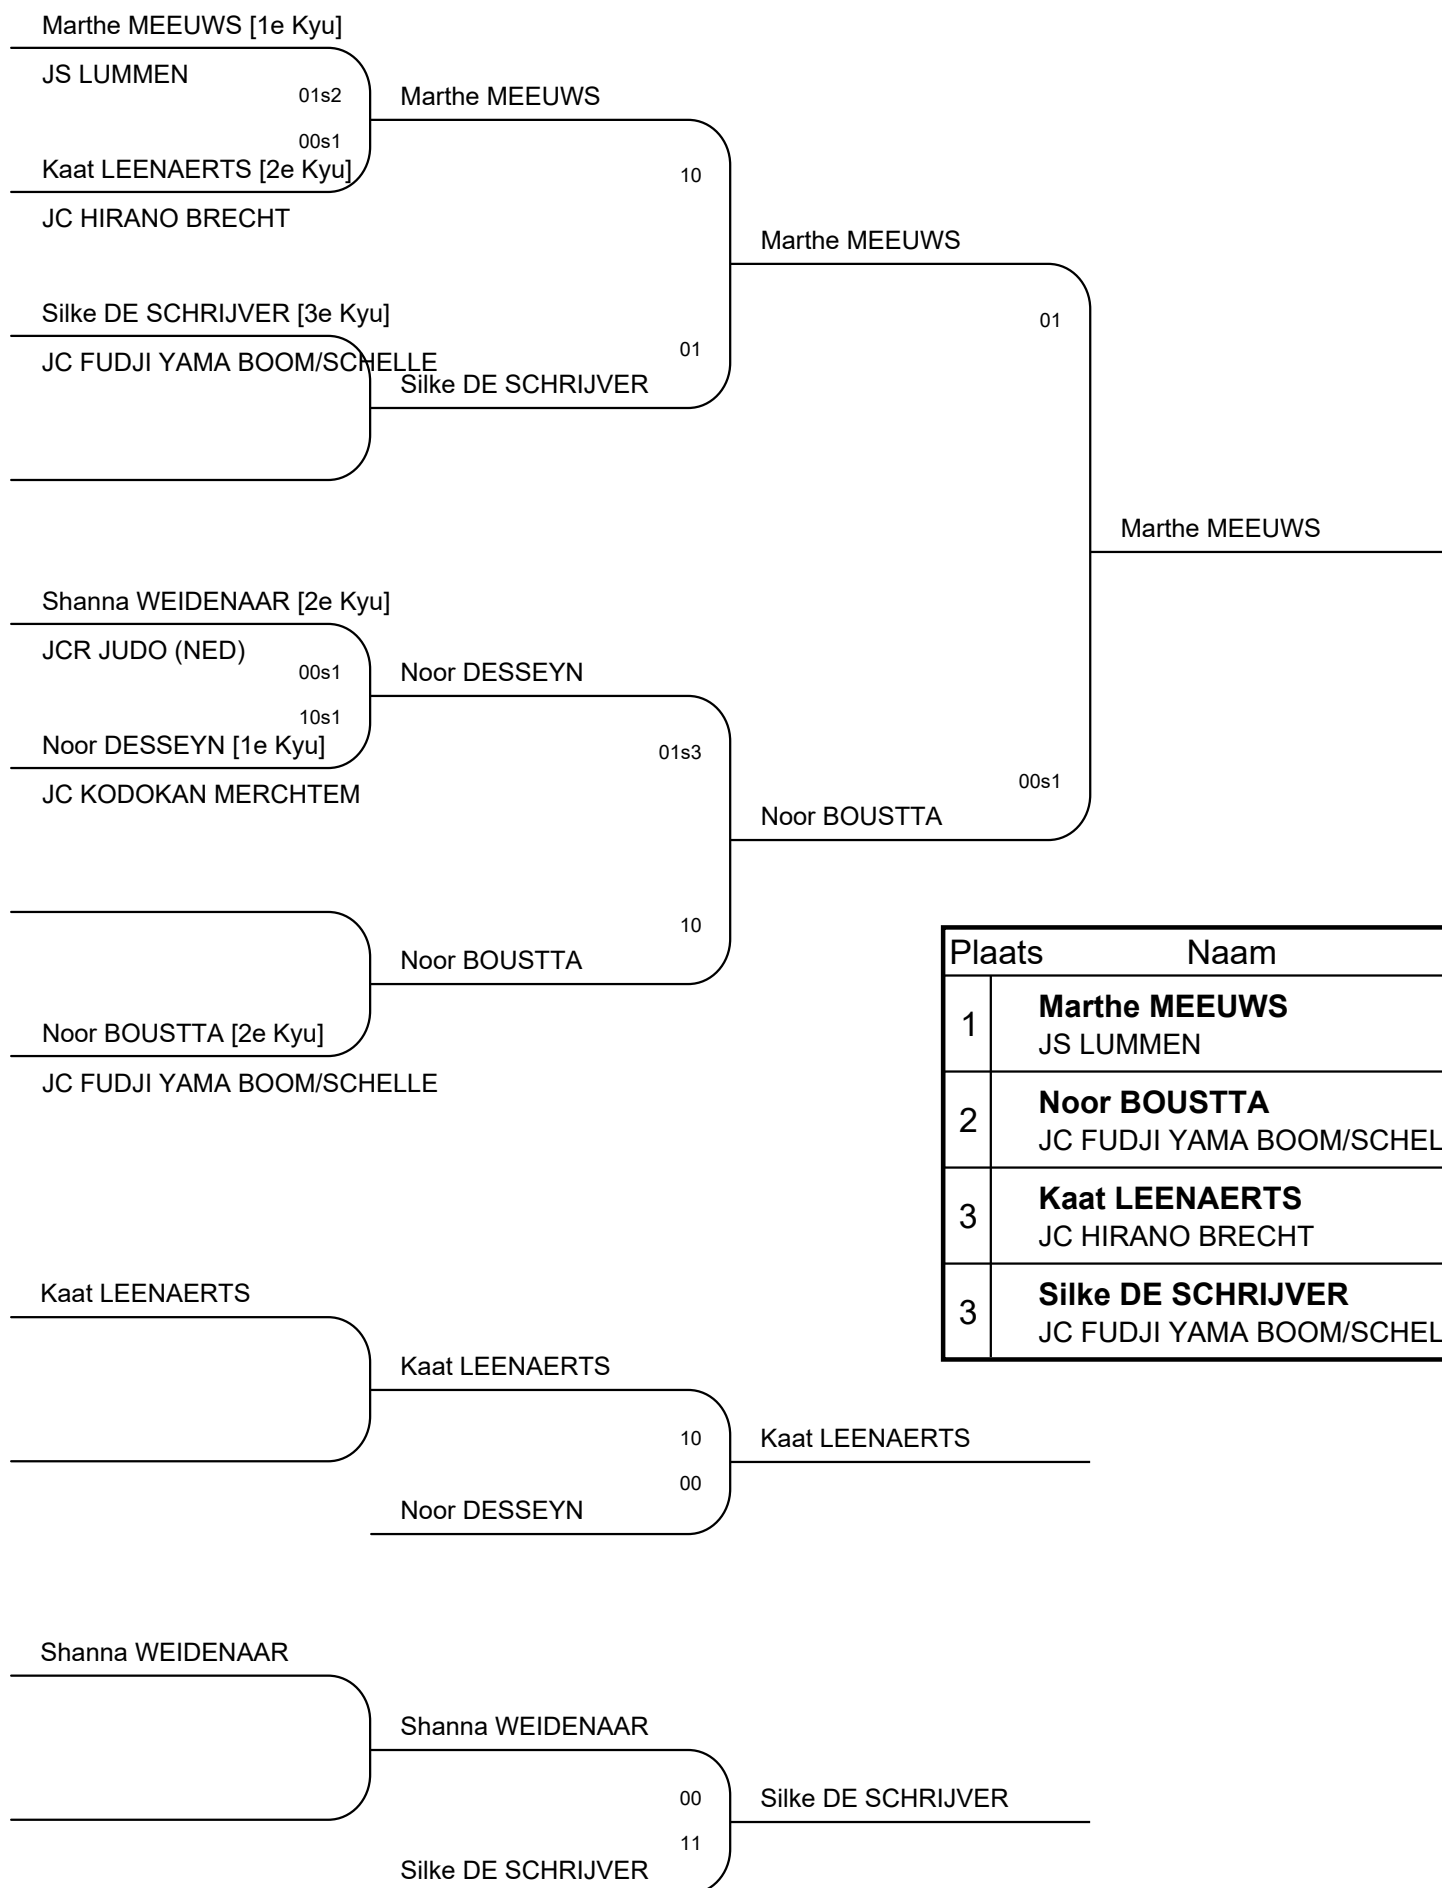 Marthe MEEUWS [1e Kyu]
JS LUMMEN
01s2
00s1
Kaat LEENAERTS [2e Kyu]
JC HIRANO BRECHT
Marthe MEEUWS
10
Silke DE SCHRIJVER [3e Kyu]
JC FUDJI YAMA BOOM/SCHELLE
01
Silke DE SCHRIJVER
Marthe MEEUWS
01
Marthe MEEUWS
Shanna WEIDENAAR [2e Kyu]
JCR JUDO (NED)
00s1
10s1
Noor DESSEYN [1e Kyu]
JC KODOKAN MERCHTEM
Noor DESSEYN
01s3
10
Noor BOUSTTA
Noor BOUSTTA [2e Kyu]
JC FUDJI YAMA BOOM/SCHELLE
00s1
Noor BOUSTTA
Plaats Naam
1 Marthe MEEUWS
JS LUMMEN
2 Noor BOUSTTA
JC FUDJI YAMA BOOM/SCHEL
3 Kaat LEENAERTS
JC HIRANO BRECHT
3 Silke DE SCHRIJVER
JC FUDJI YAMA BOOM/SCHEL
Kaat LEENAERTS
Kaat LEENAERTS
10
00
Noor DESSEYN
Kaat LEENAERTS
Shanna WEIDENAAR
Shanna WEIDENAAR
00
11
Silke DE SCHRIJVER
Silke DE SCHRIJVER